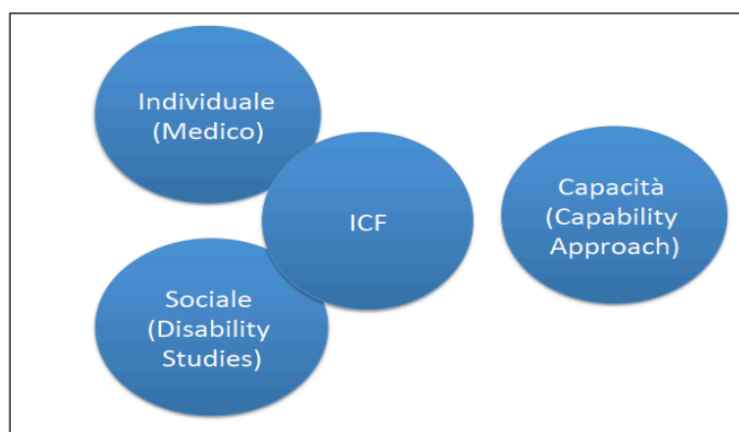 Individuale
(Medico)
ICF
Capacità
(Capability
Approach)
Sociale
(Disability
Studies)